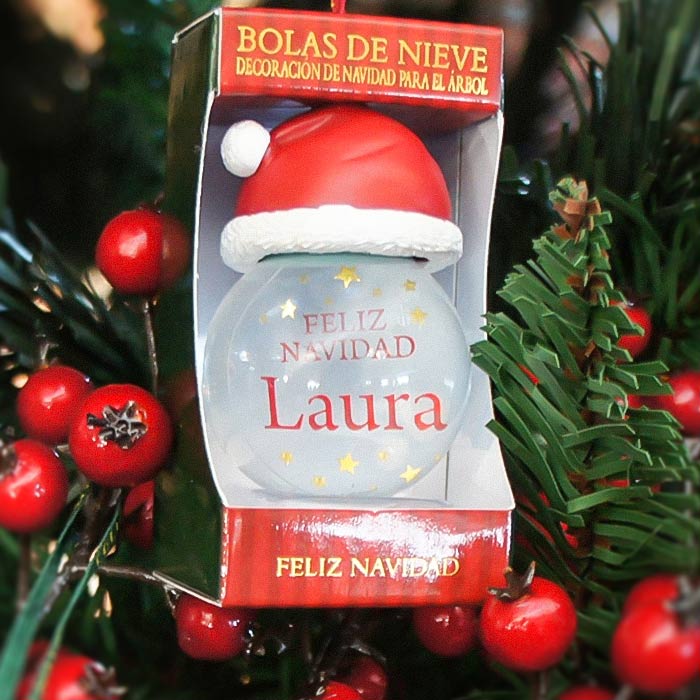 BOLAS DE NIEVE
DECORACIÓN DE NAVIDAD PARA EL ÁRBOL
FELIZ
NAVIDAD
Laura
FELIZ NAVIDAD